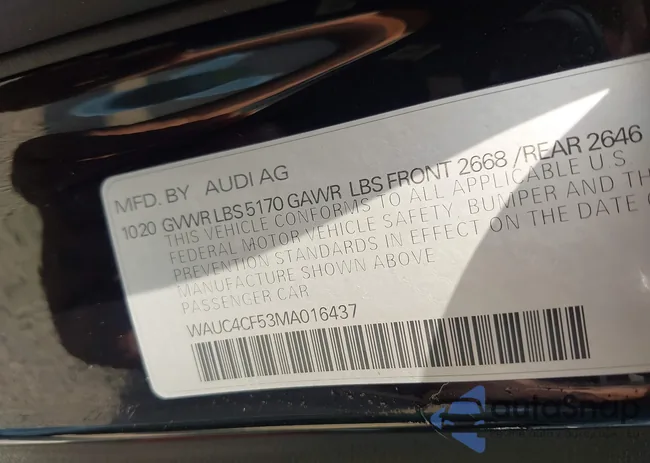 MFD. BY AUDI AG
1020 GVWR LBS 5170 GAWR LBS FRONT 2668 /REAR 2646
THIS VEHICLE CONFORMS TO ALL APPLICABLE U S
FEDERAL MOTOR VEHICLE SAFETY, BUMPER AND
PREVENTION STANDARDS IN EFFECT ON THE DATE
MANUFACTURE SHOWN ABOVE
PASSENGER CAR
WAUC4CF53MA016437
autoShop